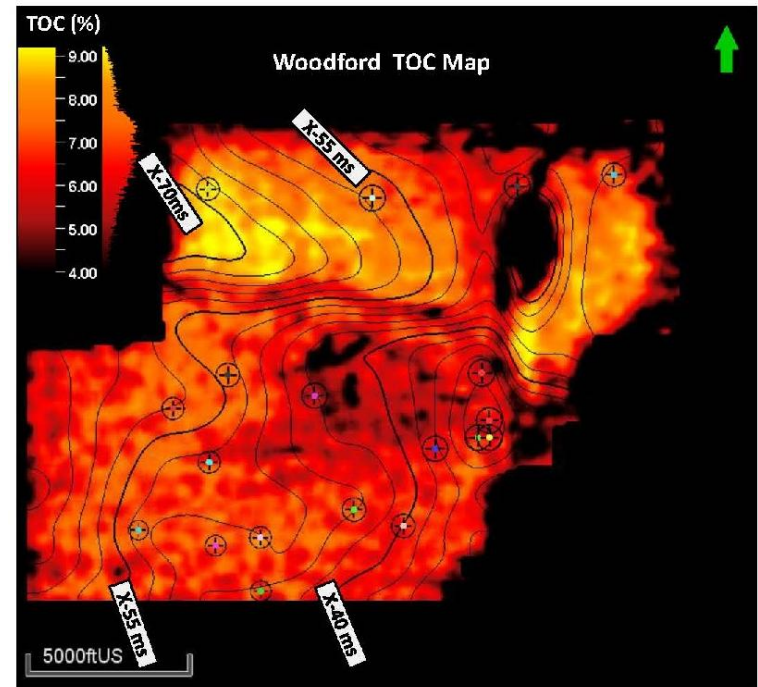 TOC (%)
Woodford TOC Map
9.00
8.00
7.00
6.00
5.00
4.00
X-55 ms
X-70ms
X-55 ms
X-40 ms
5000ftUS